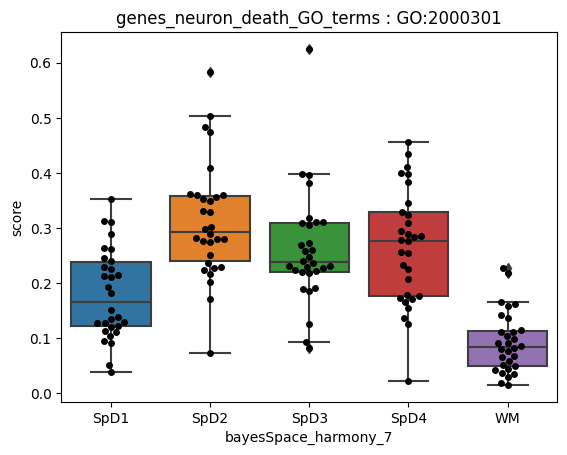 genes_neuron_death_GO_terms : GO:2000301
score
0.6
0.5
0.4
0.3
0.2
0.1
0.0
SpD1 SpD2 SpD3 SpD4 WM
bayesSpace_harmony_7